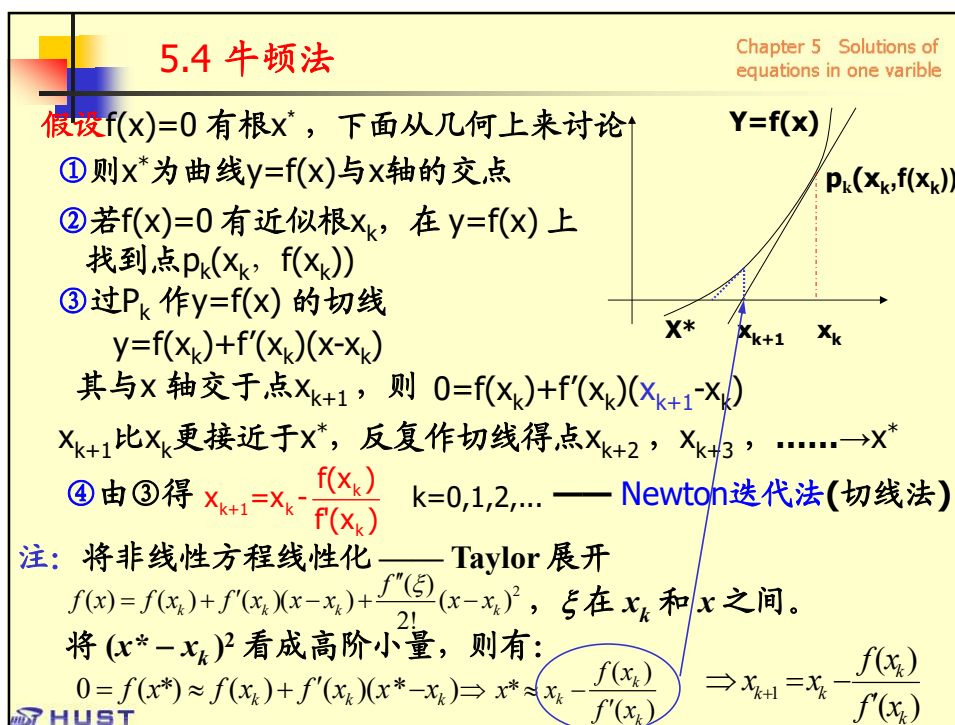 5.4 牛顿法
Chapter 5 Solutions of
equations in one varible
假设f(x)=0 有根x*，下面从几何上来讨论
①则x*为曲线y=f(x)与x轴的交点
②若f(x)=0 有近似根xₖ，在 y=f(x) 上
找到点pₖ(xₖ，f(xₖ))
③过Pₖ 作y=f(x) 的切线
y=f(xₖ)+f′(xₖ)(x-xₖ)
其与x 轴交于点xₖ₊₁，则 0=f(xₖ)+f′(xₖ)(xₖ₊₁-xₖ)
Y=f(x)
pₖ(xₖ,f(xₖ))
X* xₖ₊₁ xₖ
xₖ₊₁比xₖ更接近于x*，反复作切线得点xₖ₊₂，xₖ₊₃，……→x*
④由③得 xₖ₊₁=xₖ-f(xₖ)/f'(xₖ) k=0,1,2,... —— Newton迭代法(切线法)
注：将非线性方程线性化 —— Taylor 展开
f(x) = f(xₖ) + f′(xₖ)(x−xₖ) + f″(ξ)/2! (x−xₖ)²，ξ在 xₖ 和 x 之间。
将 (x* − xₖ)² 看成高阶小量，则有：
0 = f(x*) ≈ f(xₖ) + f′(xₖ)(x*−xₖ) ⇒ x* ≈ xₖ − f(xₖ)/f′(xₖ) ⇒ xₖ₊₁ = xₖ − f(xₖ)/f′(xₖ)
HUST